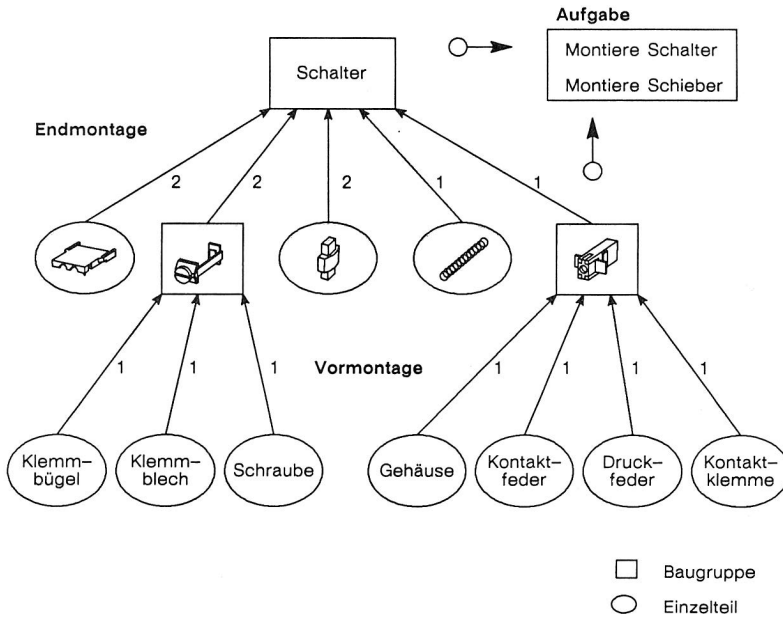 Aufgabe
Schalter
Montiere Schalter
Montiere Schieber
Endmontage
2
2
2
1
1
1
1
1
Vormontage
1
1
1
1
Klemm-
bügel
Klemm-
blech
Schraube
Gehäuse
Kontakt-
feder
Druck-
feder
Kontakt-
klemme
Baugruppe
Einzelteil